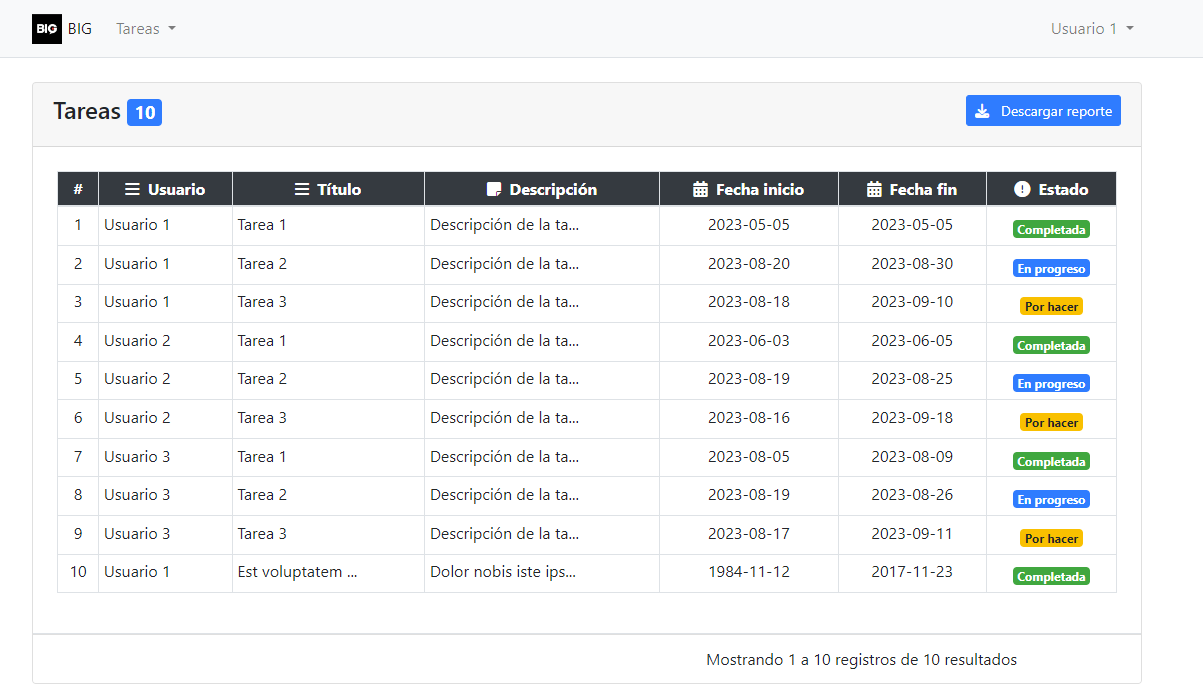 BIG BIG Tareas Usuario 1
Tareas 10 Descargar reporte
# Usuario Título Descripción Fecha inicio Fecha fin Estado
1 Usuario 1 Tarea 1 Descripción de la ta... 2023-05-05 2023-05-05 Completada
2 Usuario 1 Tarea 2 Descripción de la ta... 2023-08-20 2023-08-30 En progreso
3 Usuario 1 Tarea 3 Descripción de la ta... 2023-08-18 2023-09-10 Por hacer
4 Usuario 2 Tarea 1 Descripción de la ta... 2023-06-03 2023-06-05 Completada
5 Usuario 2 Tarea 2 Descripción de la ta... 2023-08-19 2023-08-25 En progreso
6 Usuario 2 Tarea 3 Descripción de la ta... 2023-08-16 2023-09-18 Por hacer
7 Usuario 3 Tarea 1 Descripción de la ta... 2023-08-05 2023-08-09 Completada
8 Usuario 3 Tarea 2 Descripción de la ta... 2023-08-19 2023-08-26 En progreso
9 Usuario 3 Tarea 3 Descripción de la ta... 2023-08-17 2023-09-11 Por hacer
10 Usuario 1 Est voluptatem ... Dolor nobis iste ips... 1984-11-12 2017-11-23 Completada
Mostrando 1 a 10 registros de 10 resultados